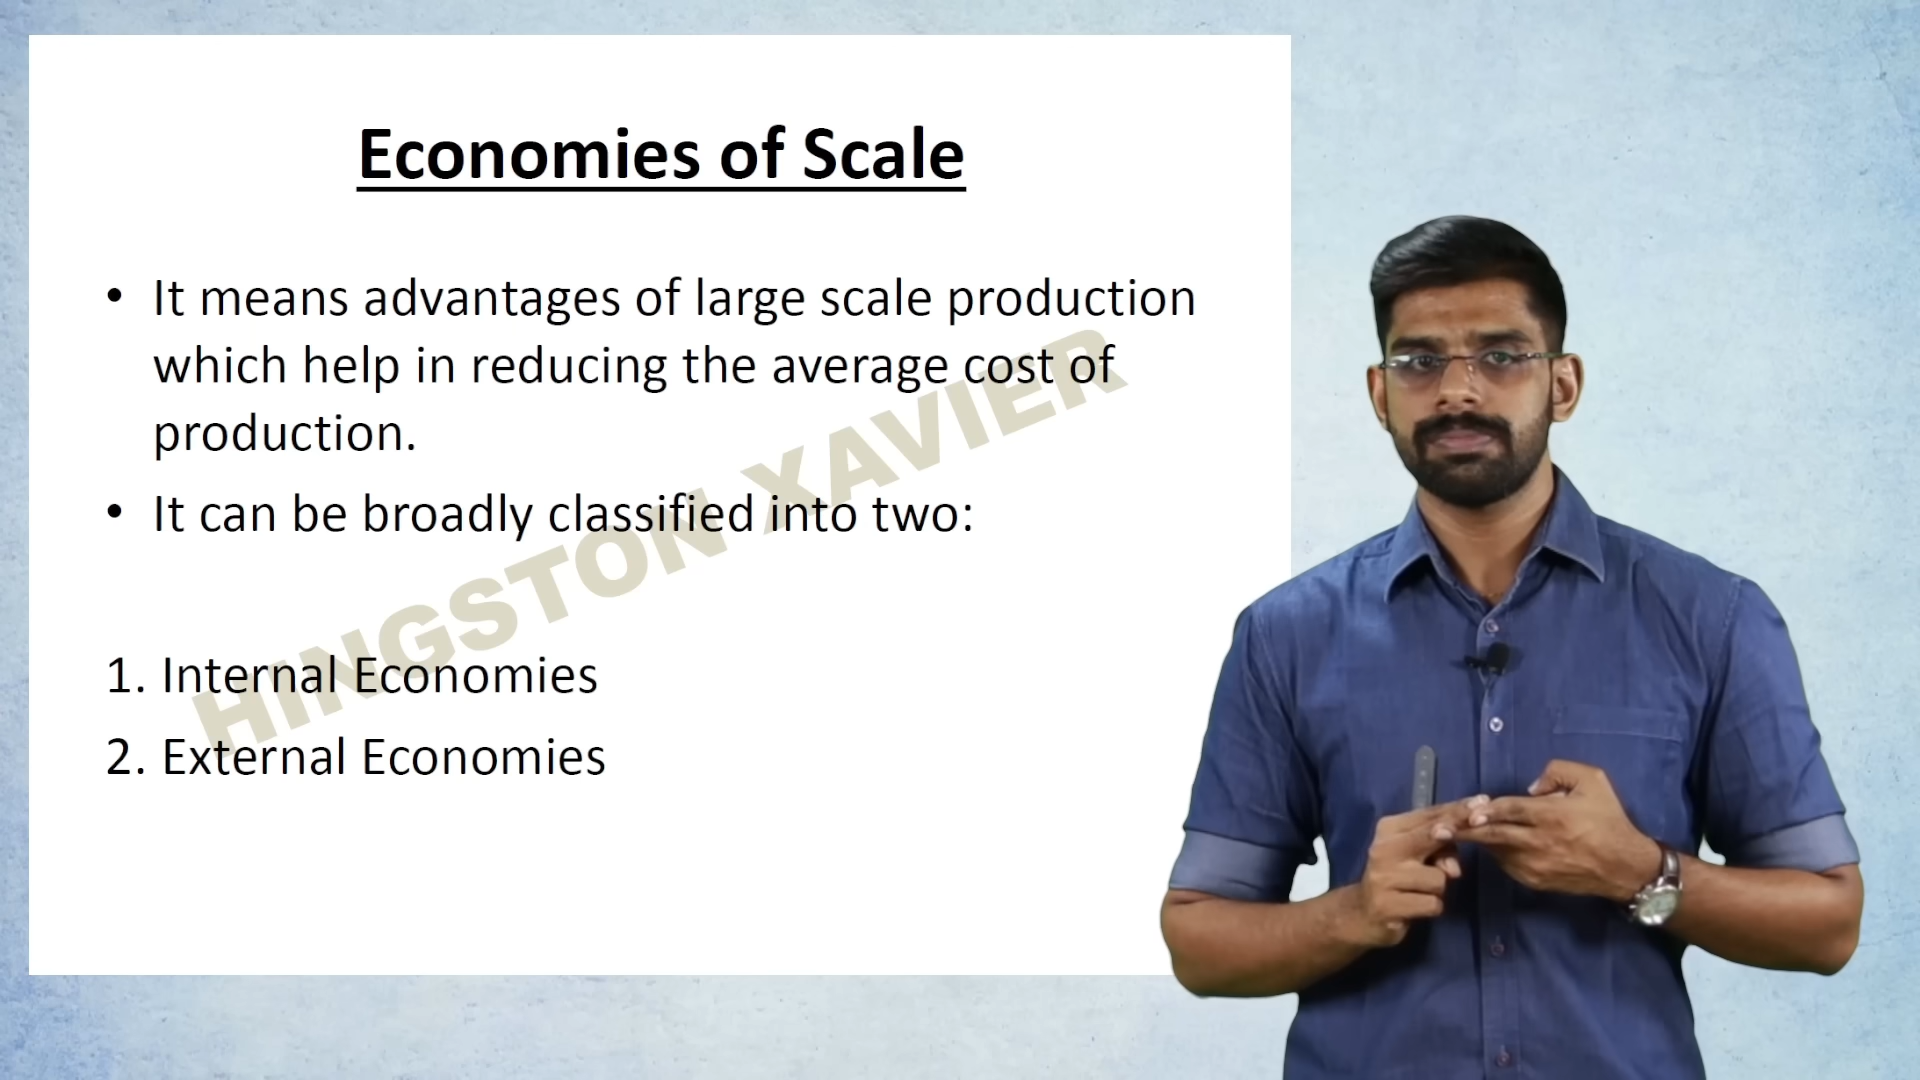 Economies of Scale
• It means advantages of large scale production
which help in reducing the average cost of
production.
• It can be broadly classified into two:
1. Internal Economies
2. External Economies
HINGSTON XAVIER